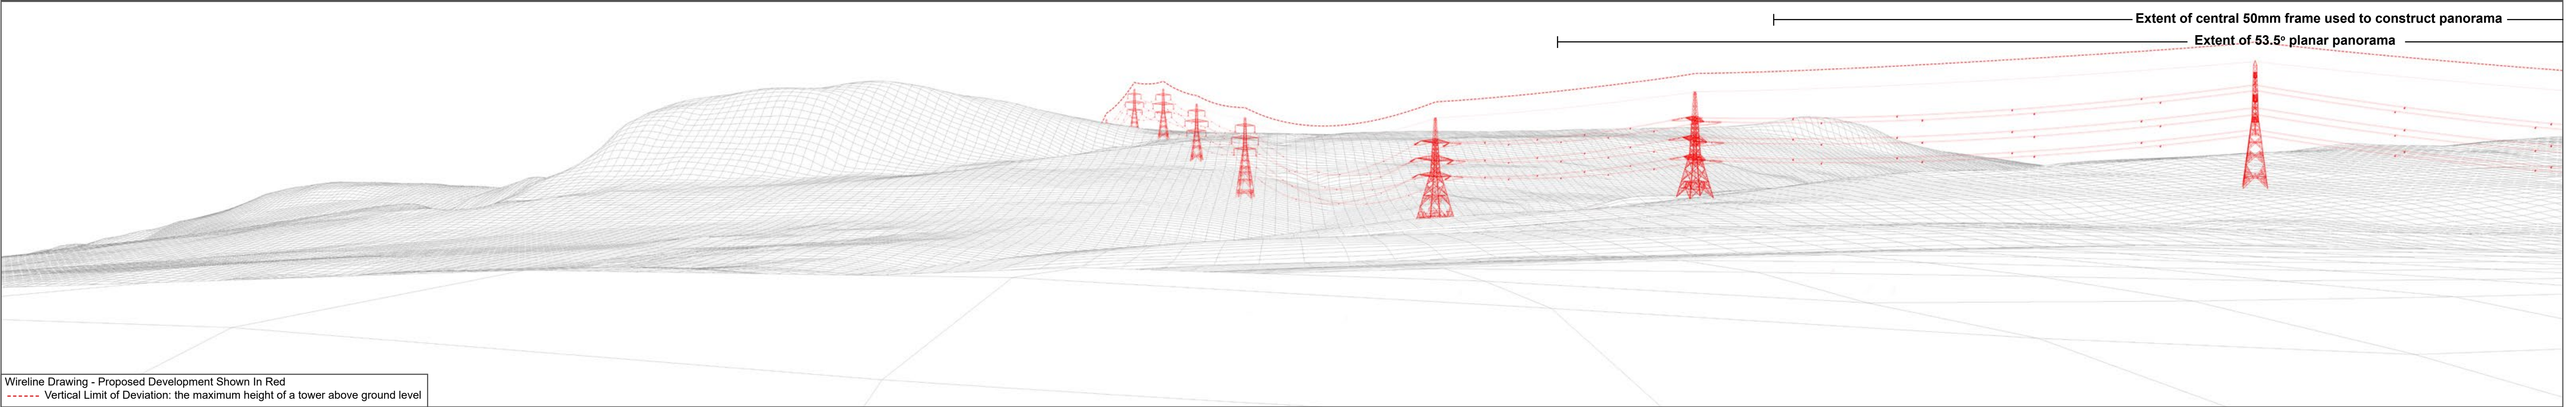 Extent of central 50mm frame used to construct panorama
Extent of 53.5° planar panorama
Wireline Drawing - Proposed Development Shown In Red
Vertical Limit of Deviation: the maximum height of a tower above ground level